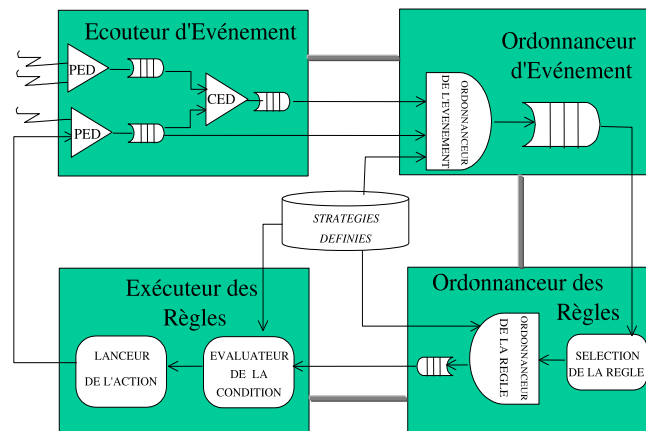 Ecouteur d'Evénement
PED
CED
PED
Ordonnanceur
d'Evénement
ORDONNANCEUR
DE L'EVENEMENT
STRATEGIES
DEFINIES
Exécuteur des
Règles
LANCEUR
DE L'ACTION
EVALUATEUR
DE LA
CONDITION
Ordonnanceur des
Règles
ORDONNANCEUR
DE LA REGLE
SELECTION
DE LA REGLE